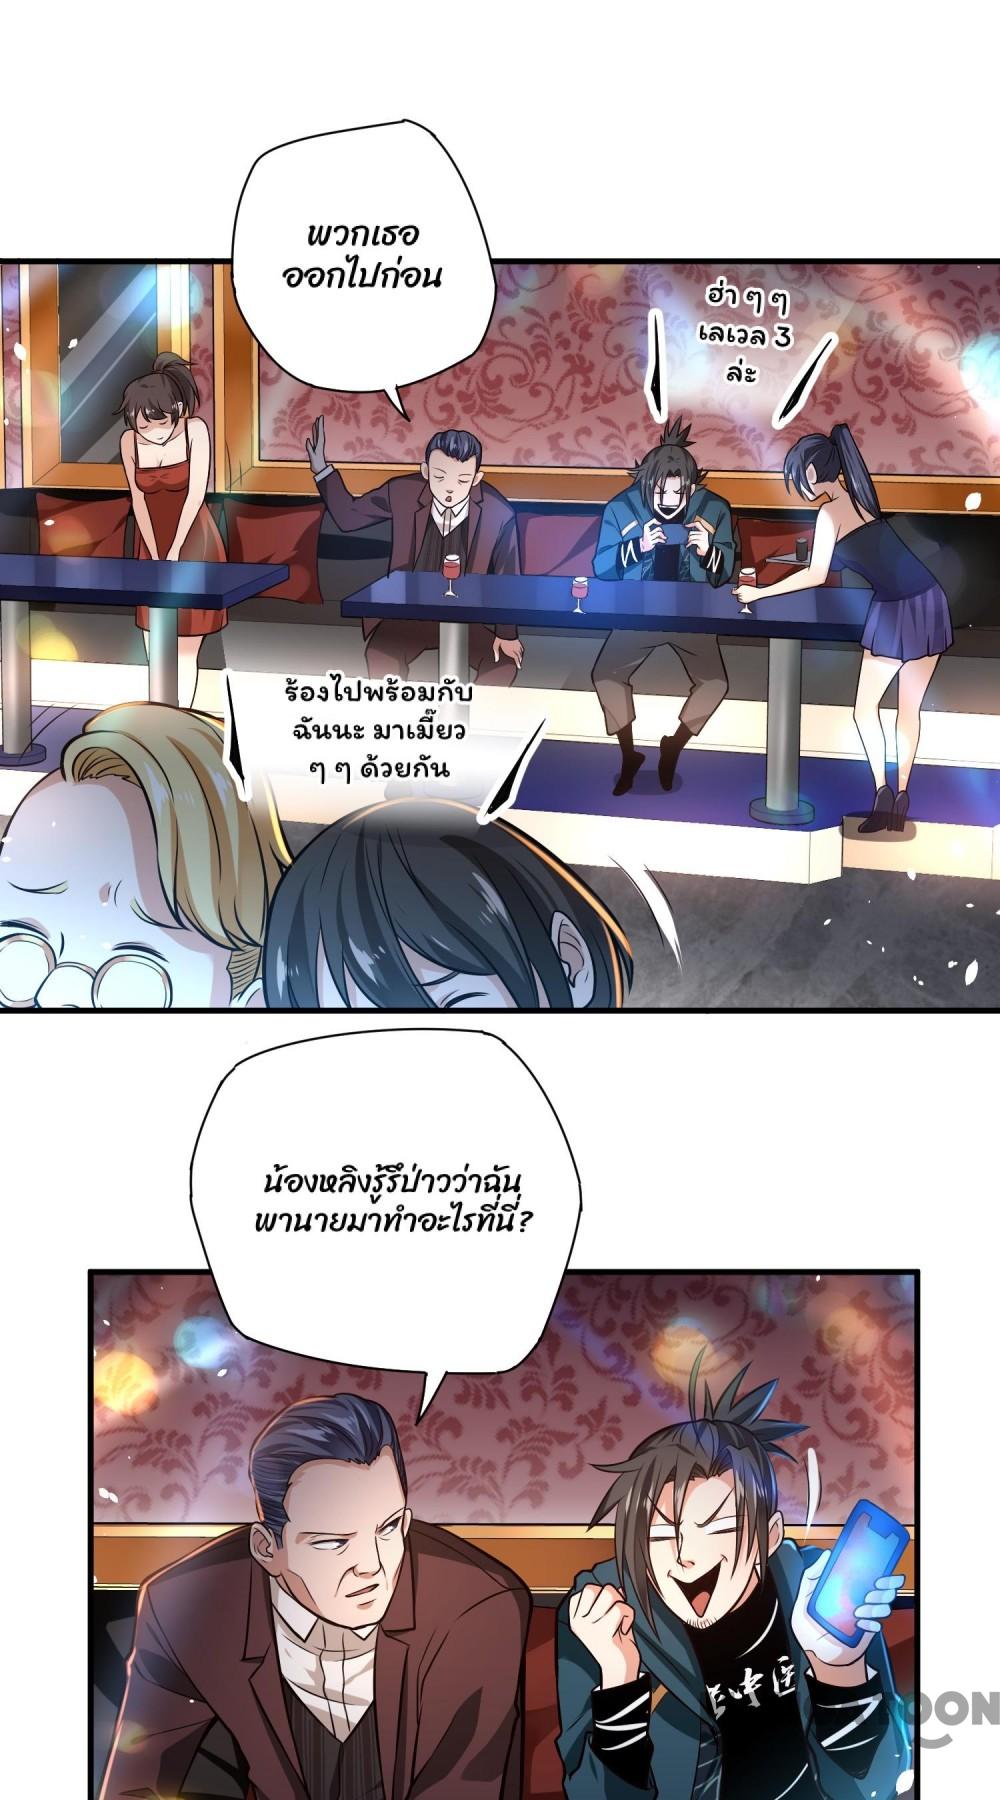 พวกเธอ
ออกไปก่อน
ฮ่า ๆ ๆ
เลเวล 3
ล่ะ
ร้องไปพร้อมกับ
ฉันนะ มาเมี๊ยว
ๆ ๆ ด้วยกัน
น้องหลิงรู้รึป่าวว่าฉัน
พานายมาทำอะไรที่นี่?
中医